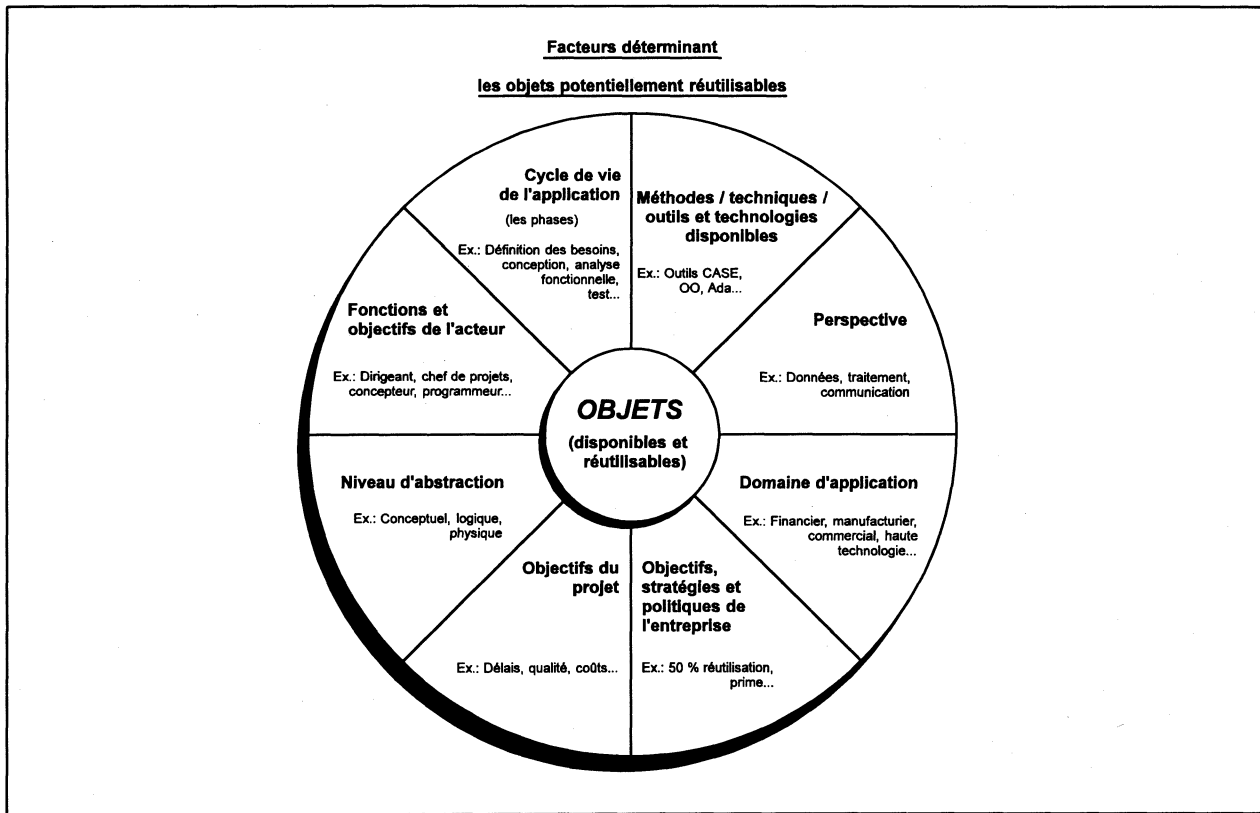 Facteurs déterminant
les objets potentiellement réutilisables
Cycle de vie
de l'application
(les phases)
Ex.: Définition des besoins,
conception, analyse
fonctionnelle,
test...
Méthodes / techniques /
outils et technologies
disponibles
Ex.: Outils CASE,
OO, Ada...
Perspective
Ex.: Données, traitement,
communication
Domaine d'application
Ex.: Financier, manufacturier,
commercial, haute
technologie...
Objectifs,
stratégies et
politiques de
l'entreprise
Ex.: 50 % réutilisation,
prime...
Objectifs du
projet
Ex.: Délais, qualité, coûts...
Niveau d'abstraction
Ex.: Conceptuel, logique,
physique
Fonctions et
objectifs de l'acteur
Ex.: Dirigeant, chef de projets,
concepteur, programmeur...
OBJETS
(disponibles et
réutilisables)